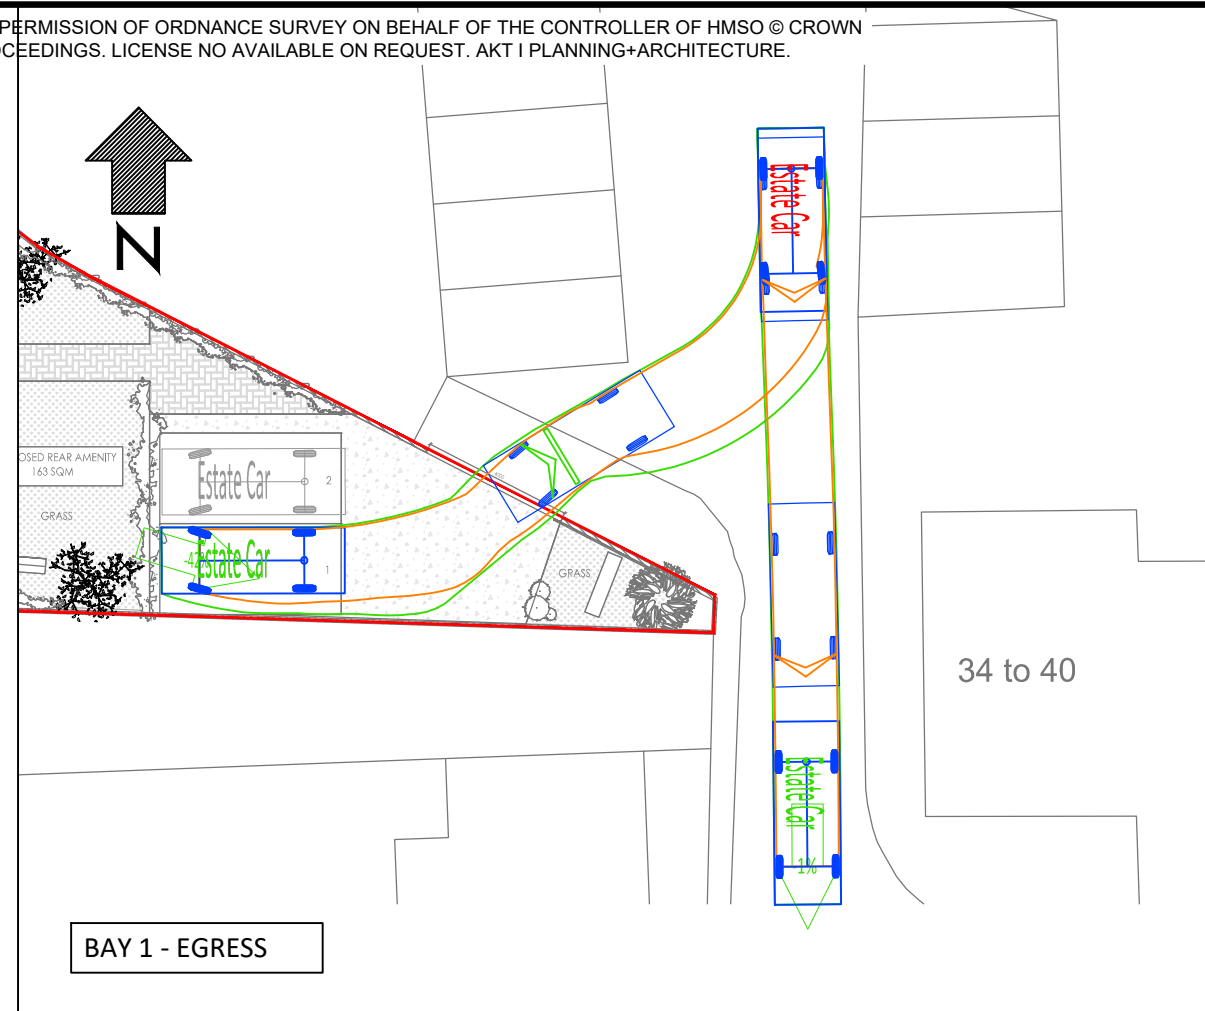 PERMISSION OF ORDNANCE SURVEY ON BEHALF OF THE CONTROLLER OF HMSO © CROWN
CEEDINGS. LICENSE NO AVAILABLE ON REQUEST. AKT I PLANNING+ARCHITECTURE.
N
Estate Car
OSED REAR AMENITY
163 SQM
GRASS
Estate Car
2
Estate Car
1
GRASS
34 to 40
Estate Car
-1%
BAY 1 - EGRESS